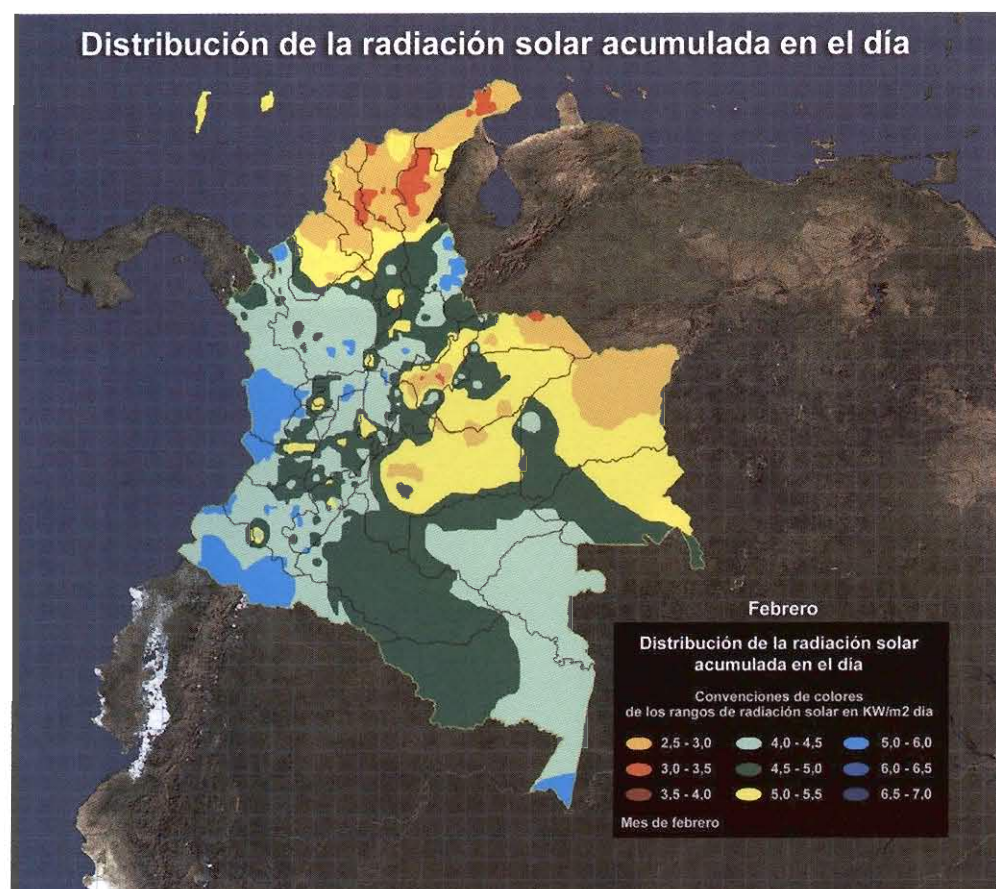 Distribución de la radiación solar acumulada en el día
Febrero
Distribución de la radiación solar
acumulada en el día
Convenciones de colores
de los rangos de radiación solar en KW/m2 dia
2,5 - 3,0
4,0 - 4,5
5,0 - 6,0
3,0 - 3,5
4,5 - 5,0
6,0 - 6,5
3,5 - 4,0
5,0 - 5,5
6,5 - 7,0
Mes de febrero